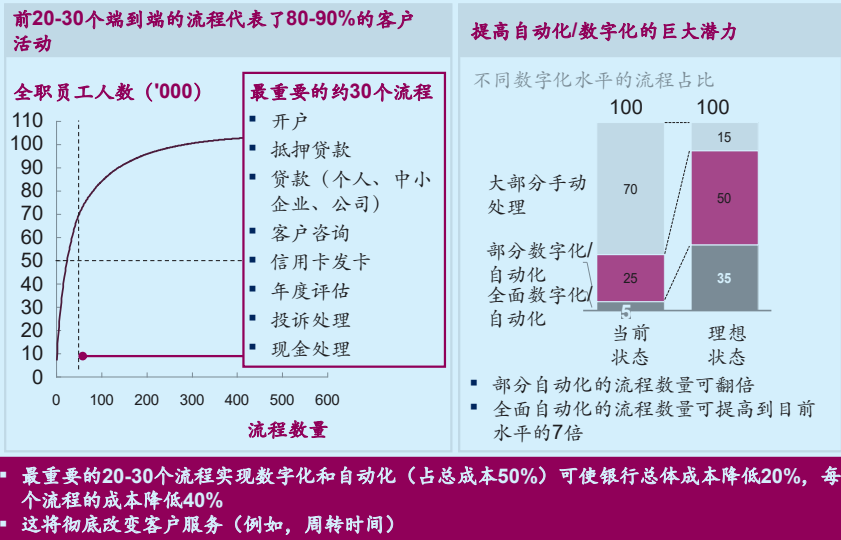 前20-30个端到端的流程代表了80-90%的客户
活动
全职员工人数（'000）
110
100
90
80
70
60
50
40
30
20
10
0
0 100 200 300 400 500 600
流程数量
最重要的约30个流程
▪ 开户
▪ 抵押贷款
▪ 贷款（个人、中小
企业、公司）
▪ 客户咨询
▪ 信用卡发卡
▪ 年度评估
▪ 投诉处理
▪ 现金处理
提高自动化/数字化的巨大潜力
不同数字化水平的流程占比
100 100
大部分手动
处理
部分数字化/
自动化
全面数字化/
自动化
70
25
5
15
50
35
当前
状态
理想
状态
▪ 部分自动化的流程数量可翻倍
▪ 全面自动化的流程数量可提高到目前
水平的7倍
▪ 最重要的20-30个流程实现数字化和自动化（占总成本50%）可使银行总体成本降低20%，每
个流程的成本降低40%
▪ 这将彻底改变客户服务（例如，周转时间）